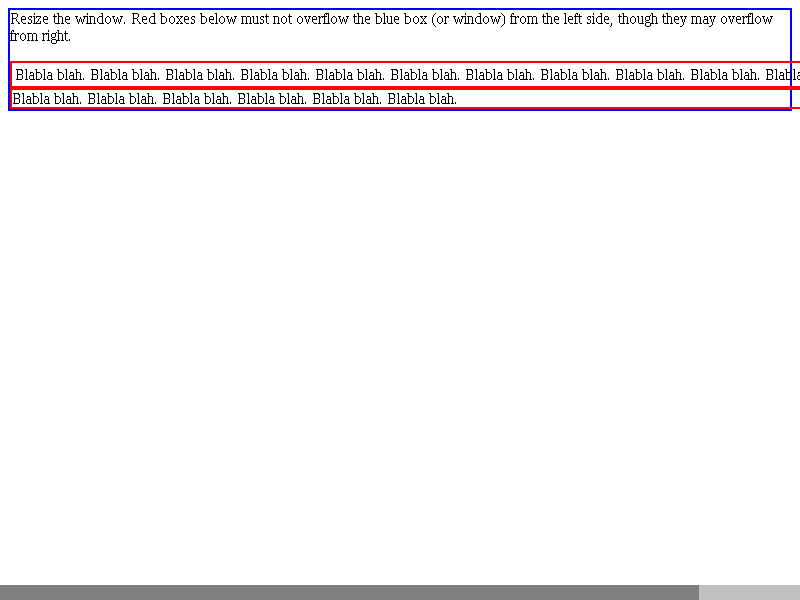 Resize the window. Red boxes below must not overflow the blue box (or window) from the left side, though they may overflow
from right.
Blabla blah. Blabla blah. Blabla blah. Blabla blah. Blabla blah. Blabla blah. Blabla blah. Blabla blah. Blabla blah. Blabla blah. Blabla
Blabla blah. Blabla blah. Blabla blah. Blabla blah. Blabla blah. Blabla blah.